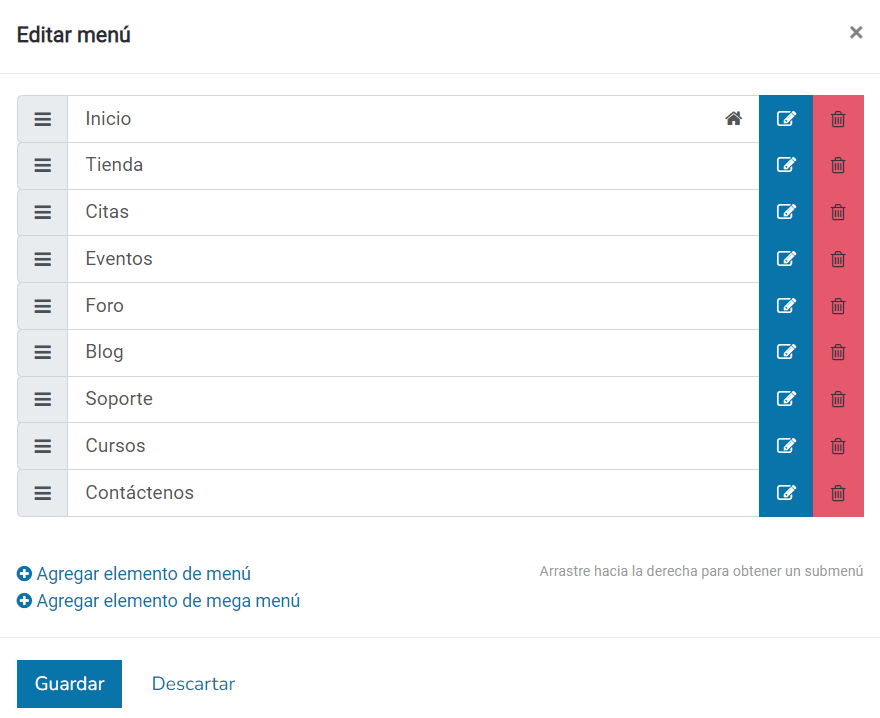 Editar menú
Inicio
Tienda
Citas
Eventos
Foro
Blog
Soporte
Cursos
Contáctenos
Agregar elemento de menú
Arrastre hacia la derecha para obtener un submenú
Agregar elemento de mega menú
Guardar
Descartar